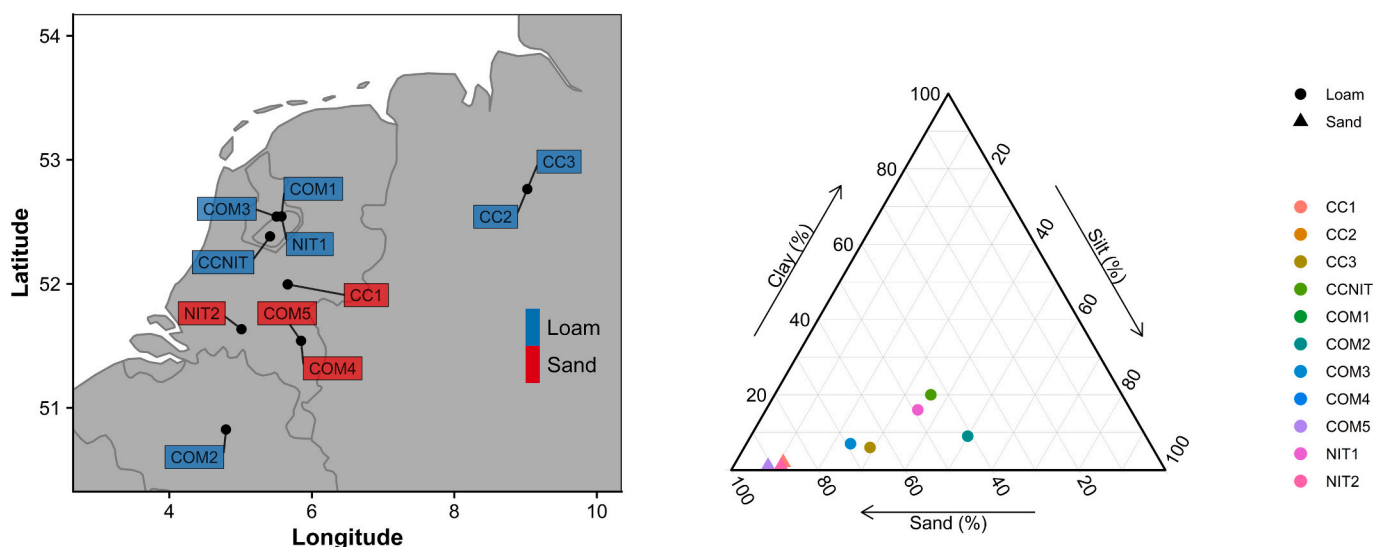 54
53
52
51
Latitude
4
6
8
10
Longitude
CC3
COM1
COM3
CC2
NIT1
CCNIT
CC1
NIT2
COM5
COM4
COM2
Loam
Sand
100
80
60
40
20
Clay (%)
20
40
60
80
100
Silt (%)
100
80
60
40
20
Sand (%)
Loam
Sand
CC1
CC2
CC3
CCNIT
COM1
COM2
COM3
COM4
COM5
NIT1
NIT2